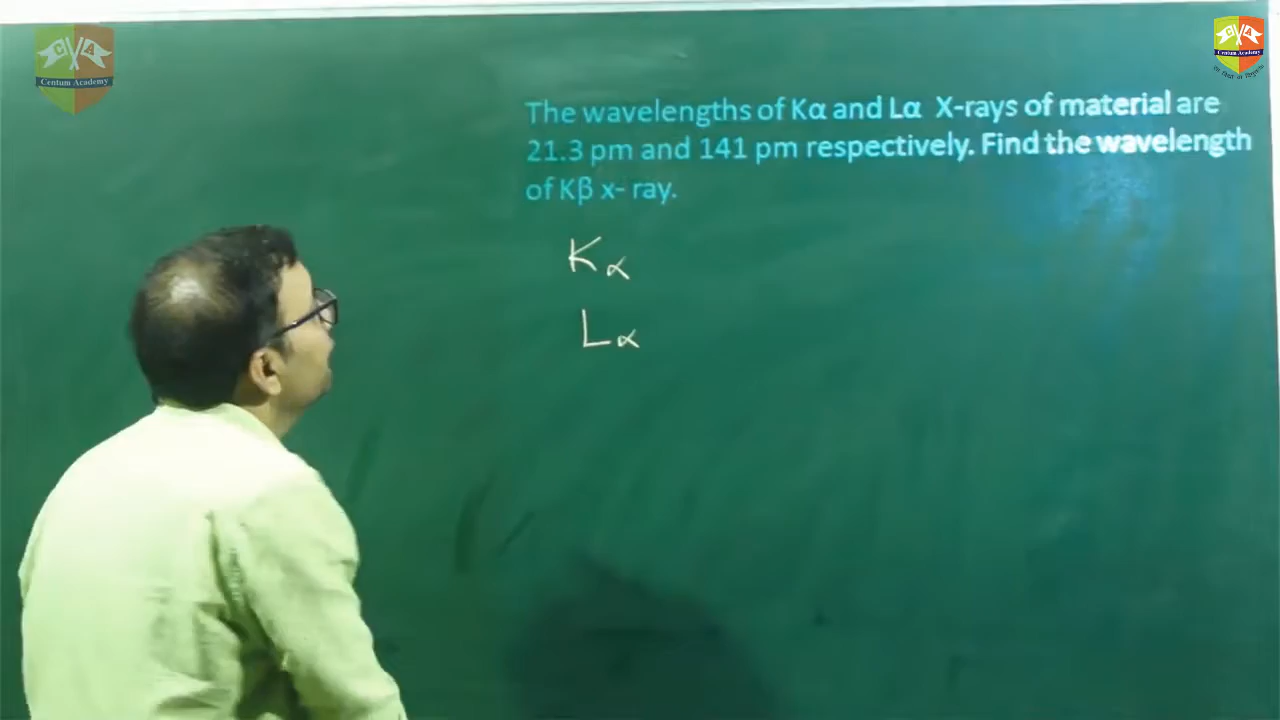 C A
Centum Academy
C A
Centum Academy
The wavelengths of Kα and Lα X-rays of material are
21.3 pm and 141 pm respectively. Find the wavelength
of Kβ x- ray.
Kα
Lα